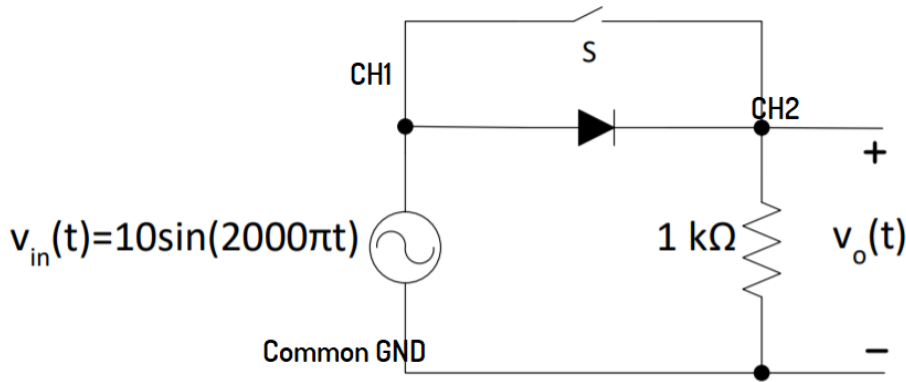 S
CH1
CH2
+
v_in(t)=10sin(2000πt)
1 kΩ
v_o(t)
Common GND
−